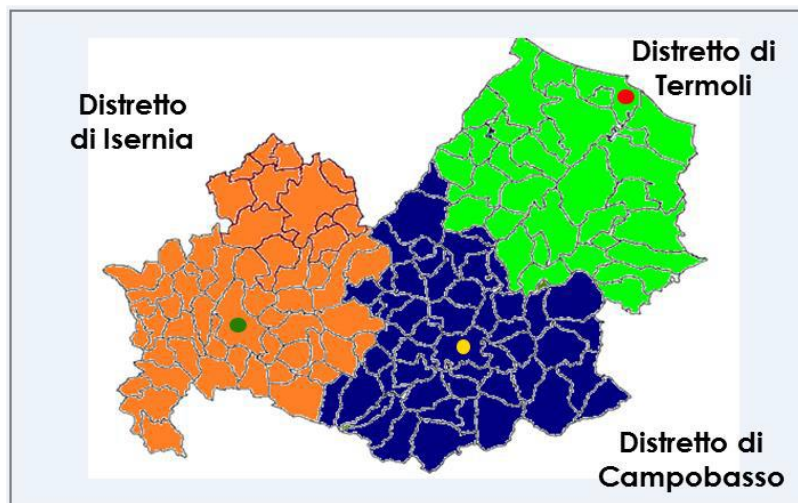 Distretto di
Termoli
Distretto
di Isernia
Distretto di
Campobasso